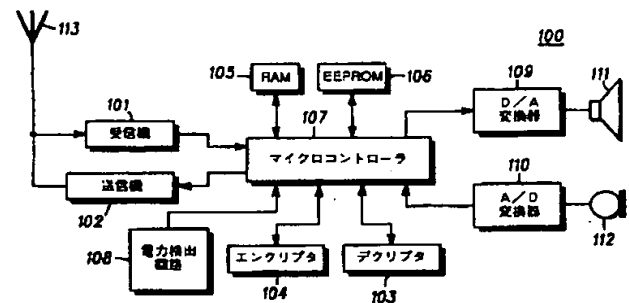 113
100
105
RAM
EEPROM
106
109
111
101
107
D/A
変換器
受信機
マイクロコントローラ
送信機
110
102
A/D
変換器
108
電力検出
回路
エンクリプタ
デクリプタ
112
104
103